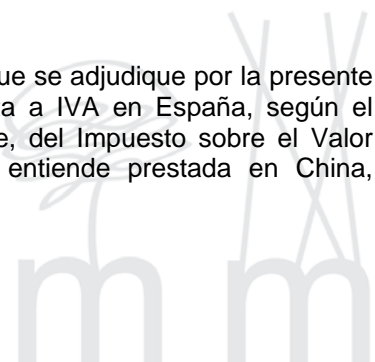 ue se adjudique por la presente
a a IVA en España, según el
e, del Impuesto sobre el Valor
entiende prestada en China,
mm